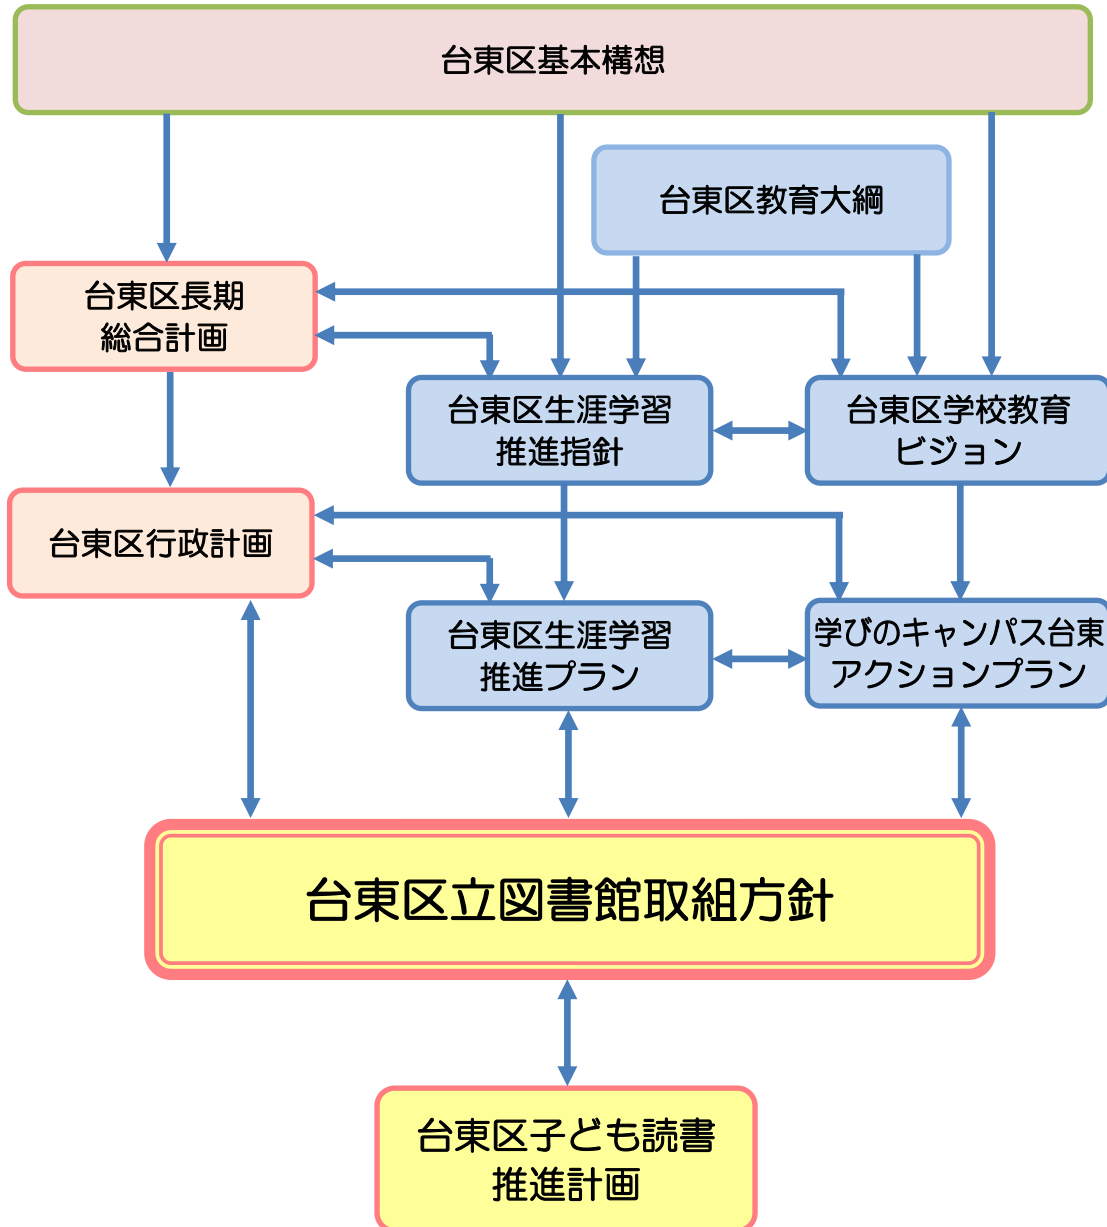 台東区基本構想
台東区教育大綱
台東区長期
総合計画
台東区生涯学習
推進指針
台東区学校教育
ビジョン
台東区行政計画
台東区生涯学習
推進プラン
学びのキャンパス台東
アクションプラン
台東区立図書館取組方針
台東区子ども読書
推進計画